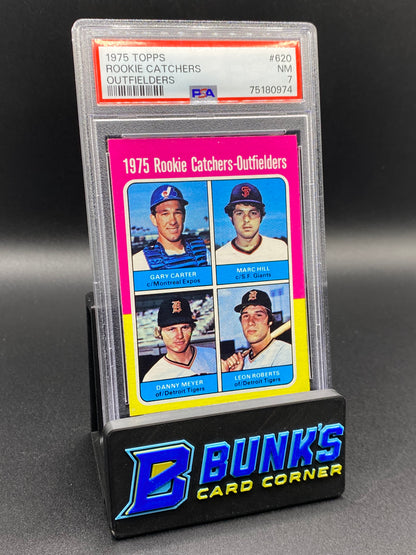 1975 TOPPS #620
ROOKIE CATCHERS NM
OUTFIELDERS 7
PSA 75180974
1975 Rookie Catchers-Outfielders
GARY CARTER
c/Montreal Expos
MARC HILL
c/S.F. Giants
DANNY MEYER
of/Detroit Tigers
LEON ROBERTS
of/Detroit Tigers
B BUNK'S
CARD CORNER